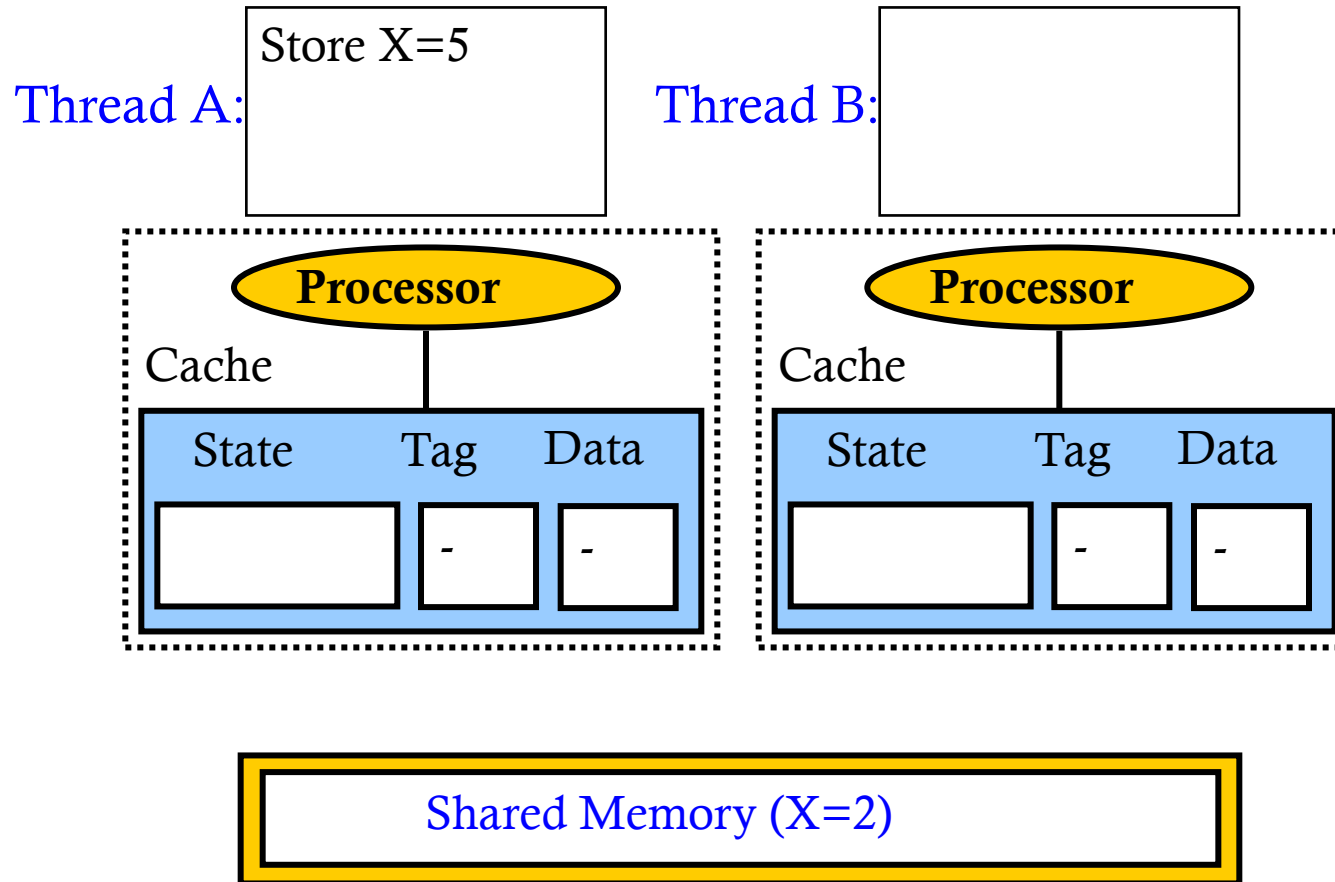 Store X=5
Thread A:
Thread B:
Processor
Processor
Cache
Cache
State Tag Data
State Tag Data
- -
- -
Shared Memory (X=2)